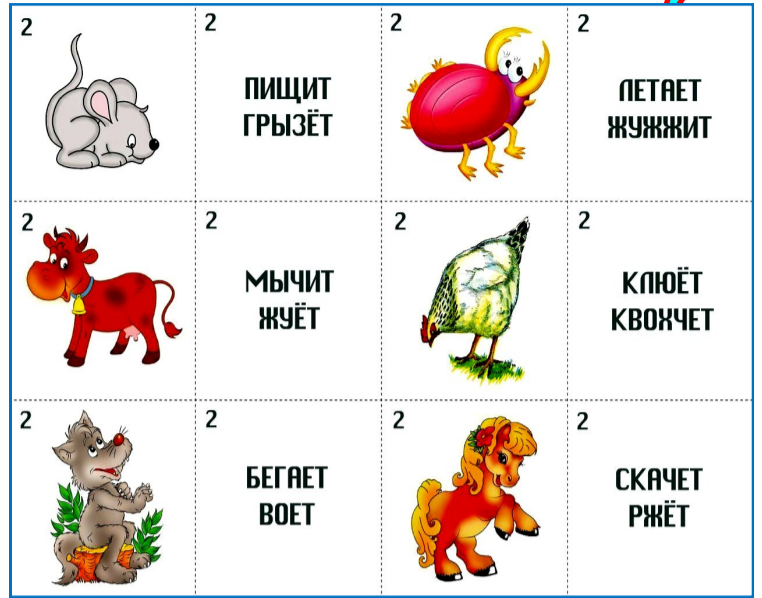 2
2
ПИЩИТ
ГРЫЗЁТ
2
2
ЛЕТАЕТ
ЖУЖЖИТ
2
2
МЫЧИТ
ЖУЁТ
2
2
КЛЮЁТ
КВОХЧЕТ
2
2
БЕГАЕТ
ВОЕТ
2
2
СКАЧЕТ
РЖЁТ